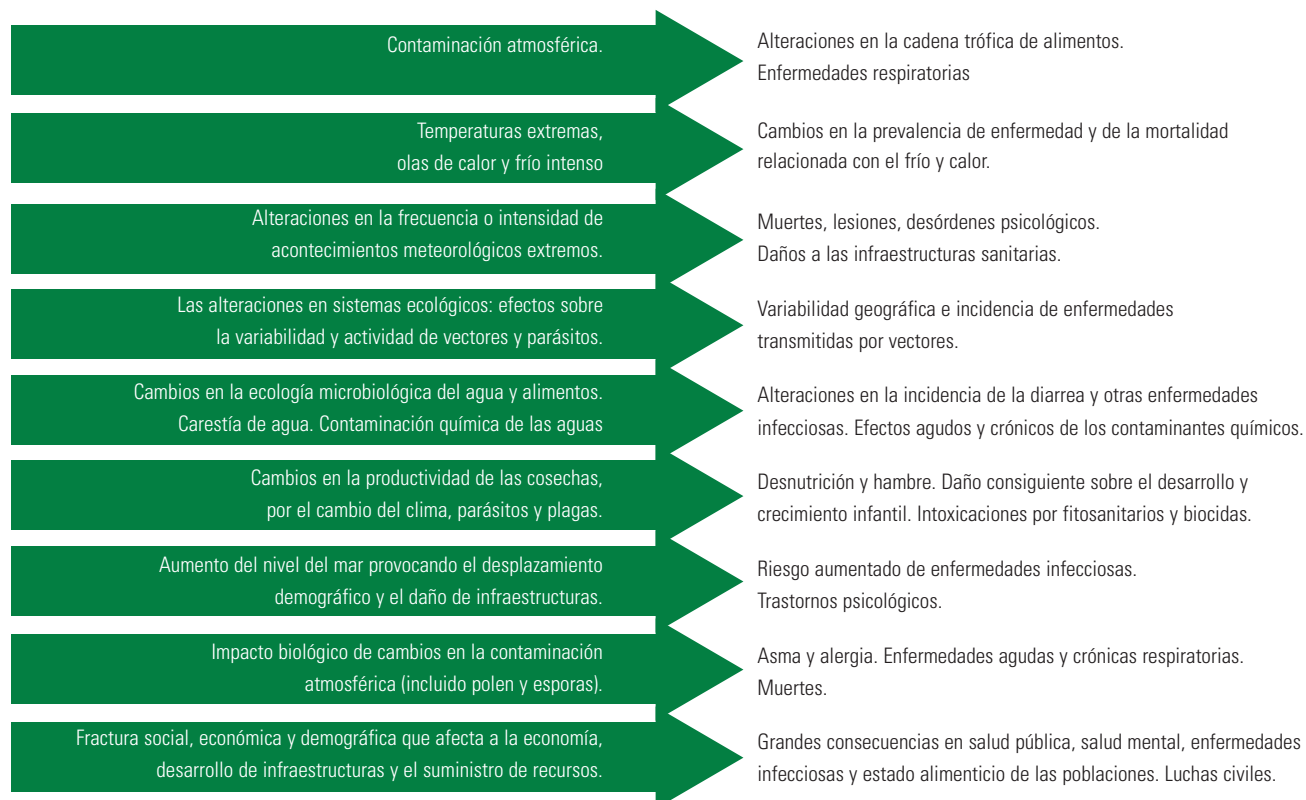 Contaminación atmosférica.
Alteraciones en la cadena trófica de alimentos.
Enfermedades respiratorias
Temperaturas extremas,
olas de calor y frío intenso
Cambios en la prevalencia de enfermedad y de la mortalidad
relacionada con el frío y calor.
Alteraciones en la frecuencia o intensidad de
acontecimientos meteorológicos extremos.
Muertes, lesiones, desórdenes psicológicos.
Daños a las infraestructuras sanitarias.
Las alteraciones en sistemas ecológicos: efectos sobre
la variabilidad y actividad de vectores y parásitos.
Variabilidad geográfica e incidencia de enfermedades
transmitidas por vectores.
Cambios en la ecología microbiológica del agua y alimentos.
Carestía de agua. Contaminación química de las aguas
Alteraciones en la incidencia de la diarrea y otras enfermedades
infecciosas. Efectos agudos y crónicos de los contaminantes químicos.
Cambios en la productividad de las cosechas,
por el cambio del clima, parásitos y plagas.
Desnutrición y hambre. Daño consiguiente sobre el desarrollo y
crecimiento infantil. Intoxicaciones por fitosanitarios y biocidas.
Aumento del nivel del mar provocando el desplazamiento
demográfico y el daño de infraestructuras.
Riesgo aumentado de enfermedades infecciosas.
Trastornos psicológicos.
Impacto biológico de cambios en la contaminación
atmosférica (incluido polen y esporas).
Asma y alergia. Enfermedades agudas y crónicas respiratorias.
Muertes.
Fractura social, económica y demográfica que afecta a la economía,
desarrollo de infraestructuras y el suministro de recursos.
Grandes consecuencias en salud pública, salud mental, enfermedades
infecciosas y estado alimenticio de las poblaciones. Luchas civiles.